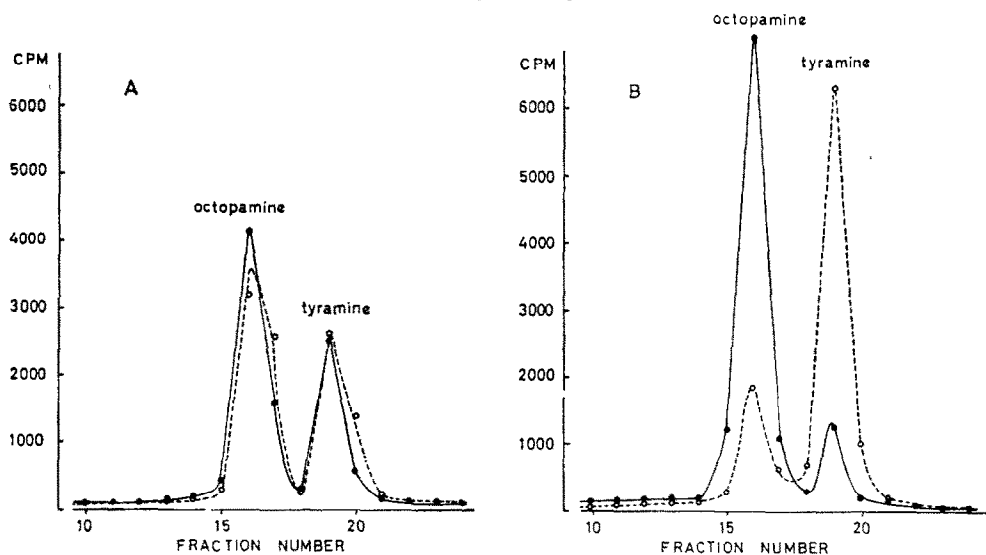 CPM
A
6000
5000
4000
3000
2000
1000
octopamine
tyramine
10
15
20
FRACTION NUMBER
CPM
B
6000
5000
4000
3000
2000
1000
octopamine
tyramine
10
15
20
FRACTION NUMBER